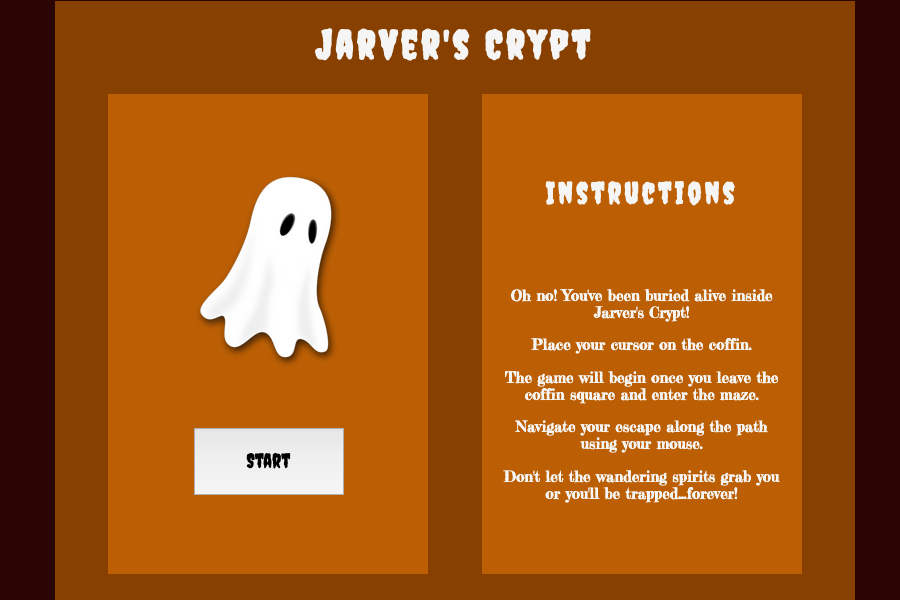 JARVER'S CRYPT
START
INSTRUCTIONS
Oh no! You've been buried alive inside
Jarver's Crypt!
Place your cursor on the coffin.
The game will begin once you leave the
coffin square and enter the maze.
Navigate your escape along the path
using your mouse.
Don't let the wandering spirits grab you
or you'll be trapped...forever!